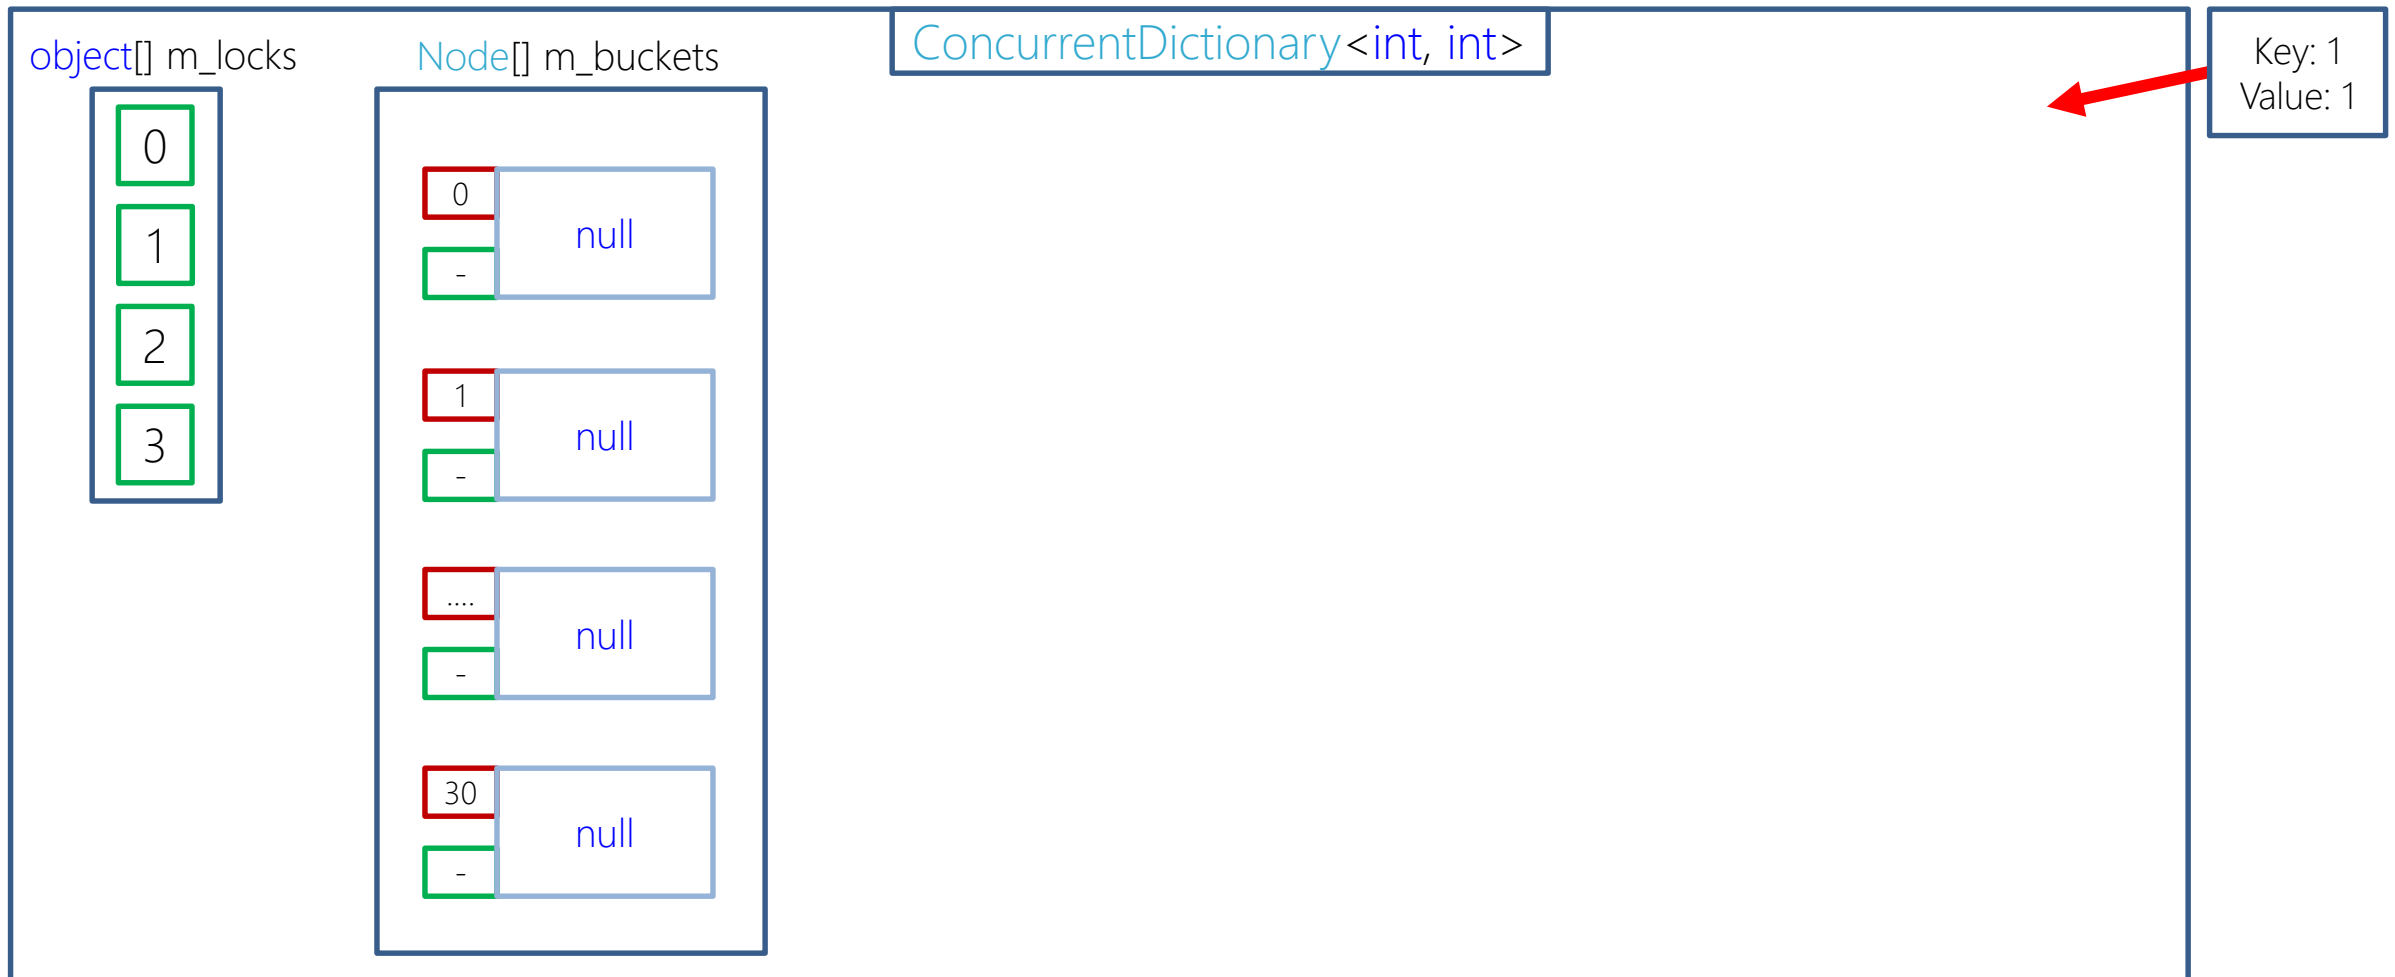 ConcurrentDictionary<int, int>
object[] m_locks
0
1
2
3
Node[] m_buckets
0
null
-
1
null
-
....
null
-
30
null
-
Key: 1
Value: 1